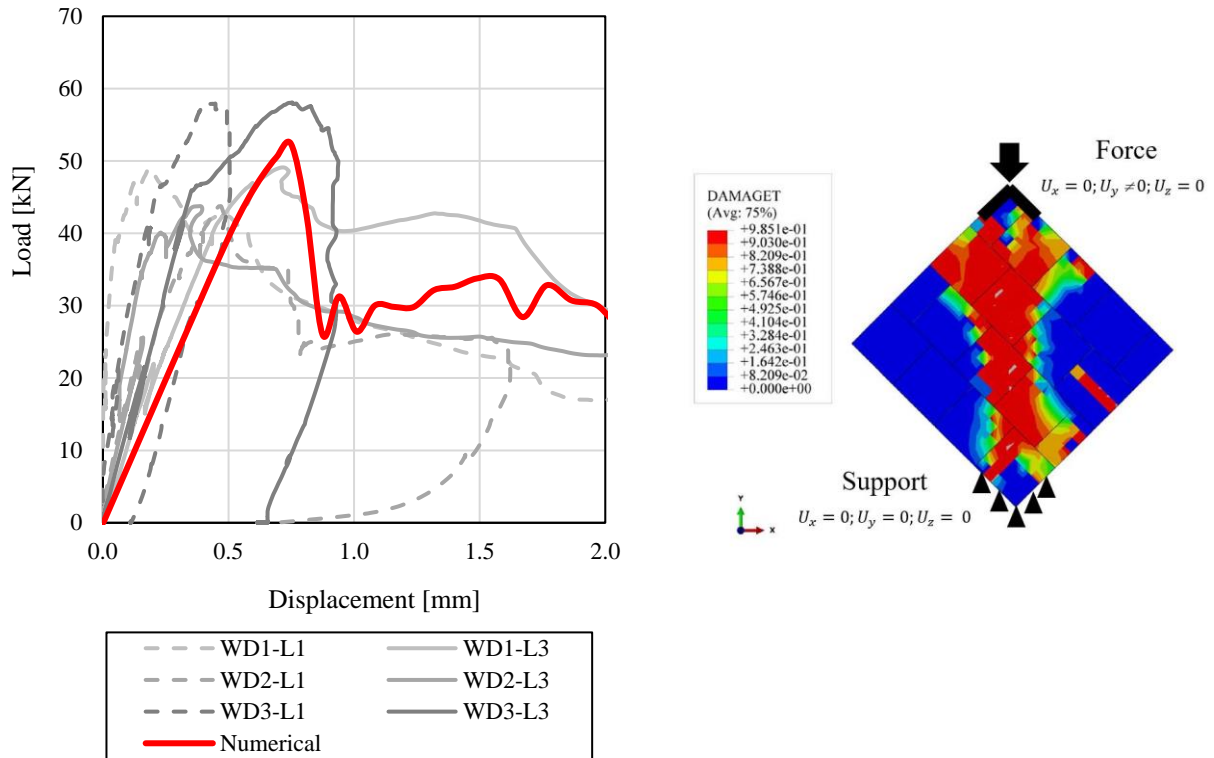 70
60
50
40
30
20
10
0
Load [kN]
0.0 0.5 1.0 1.5 2.0
Displacement [mm]
WD1-L1 WD1-L3
WD2-L1 WD2-L3
WD3-L1 WD3-L3
Numerical
DAMAGET
(Avg: 75%)
+9.851e-01
+9.030e-01
+8.209e-01
+7.388e-01
+6.567e-01
+5.746e-01
+4.925e-01
+4.104e-01
+3.284e-01
+2.463e-01
+1.642e-01
+8.209e-02
+0.000e+00
Force
Uₓ = 0; U_y ≠0; U_z = 0
Support
Uₓ = 0; U_y = 0; U_z = 0
Y
X